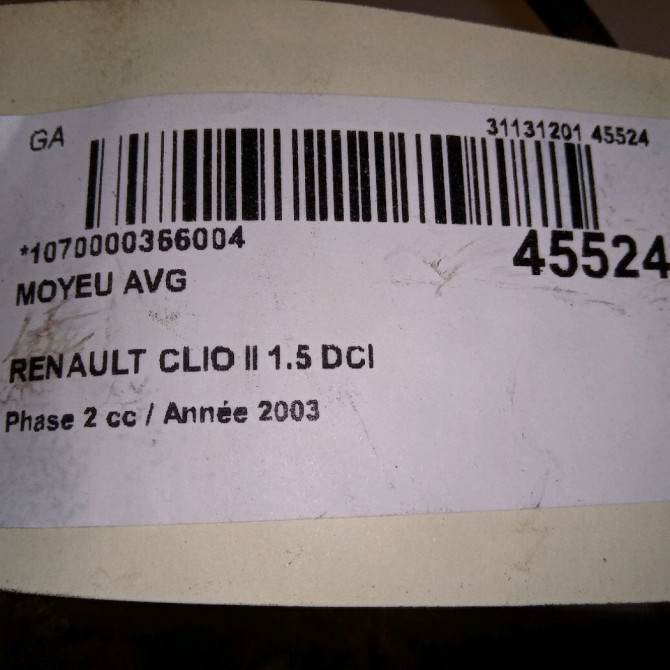 GA
31131201 45524
*1070000366004
45524
MOYEU AVG
RENAULT CLIO II 1.5 DCI
Phase 2 cc / Année 2003